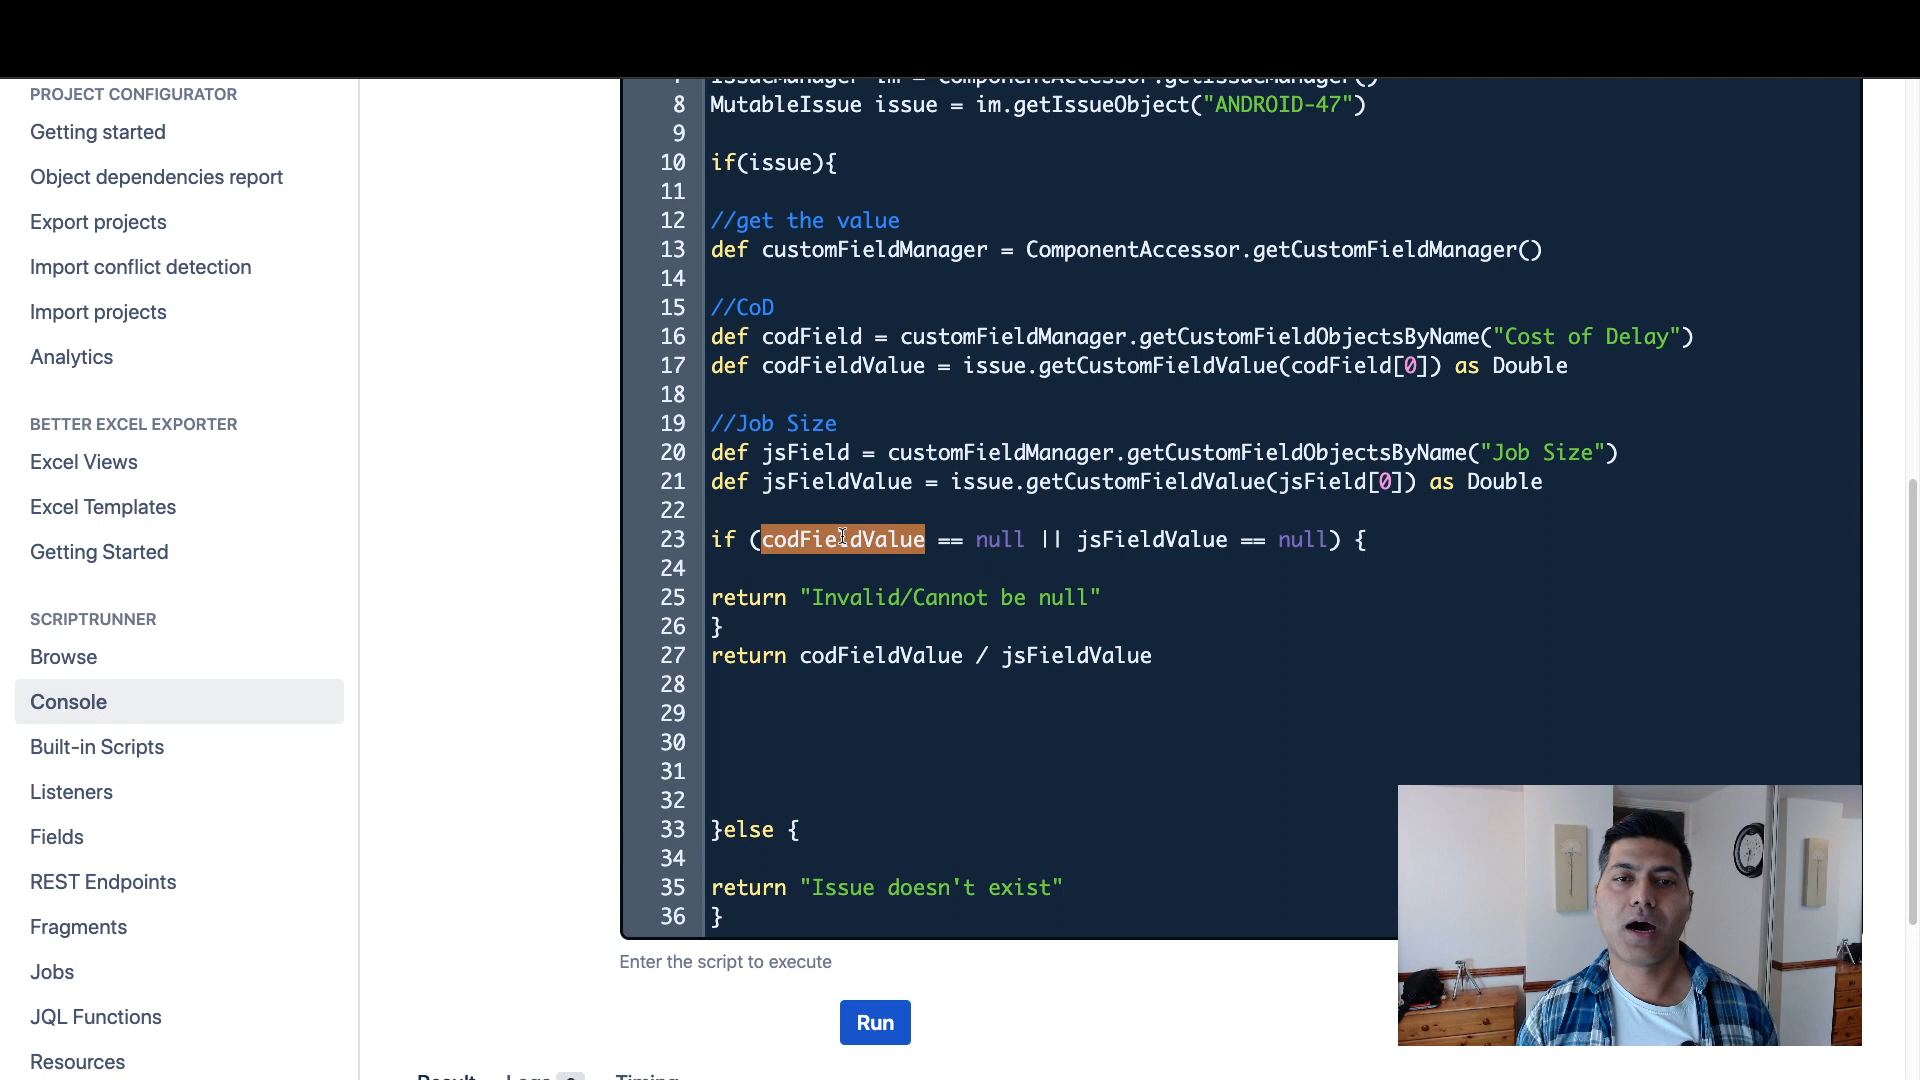 PROJECT CONFIGURATOR
Getting started
Object dependencies report
Export projects
Import conflict detection
Import projects
Analytics
BETTER EXCEL EXPORTER
Excel Views
Excel Templates
Getting Started
SCRIPTRUNNER
Browse
Console
Built-in Scripts
Listeners
Fields
REST Endpoints
Fragments
Jobs
JQL Functions
Resources
8 MutableIssue issue = im.getIssueObject("ANDROID-47")
9
10 if(issue){
11
12 //get the value
13 def customFieldManager = ComponentAccessor.getCustomFieldManager()
14
15 //CoD
16 def codField = customFieldManager.getCustomFieldObjectsByName("Cost of Delay")
17 def codFieldValue = issue.getCustomFieldValue(codField[0]) as Double
18
19 //Job Size
20 def jsField = customFieldManager.getCustomFieldObjectsByName("Job Size")
21 def jsFieldValue = issue.getCustomFieldValue(jsField[0]) as Double
22
23 if (codFieldValue == null || jsFieldValue == null) {
24
25 return "Invalid/Cannot be null"
26 }
27 return codFieldValue / jsFieldValue
28
29
30
31
32
33 }else {
34
35 return "Issue doesn't exist"
36 }
Enter the script to execute
Run